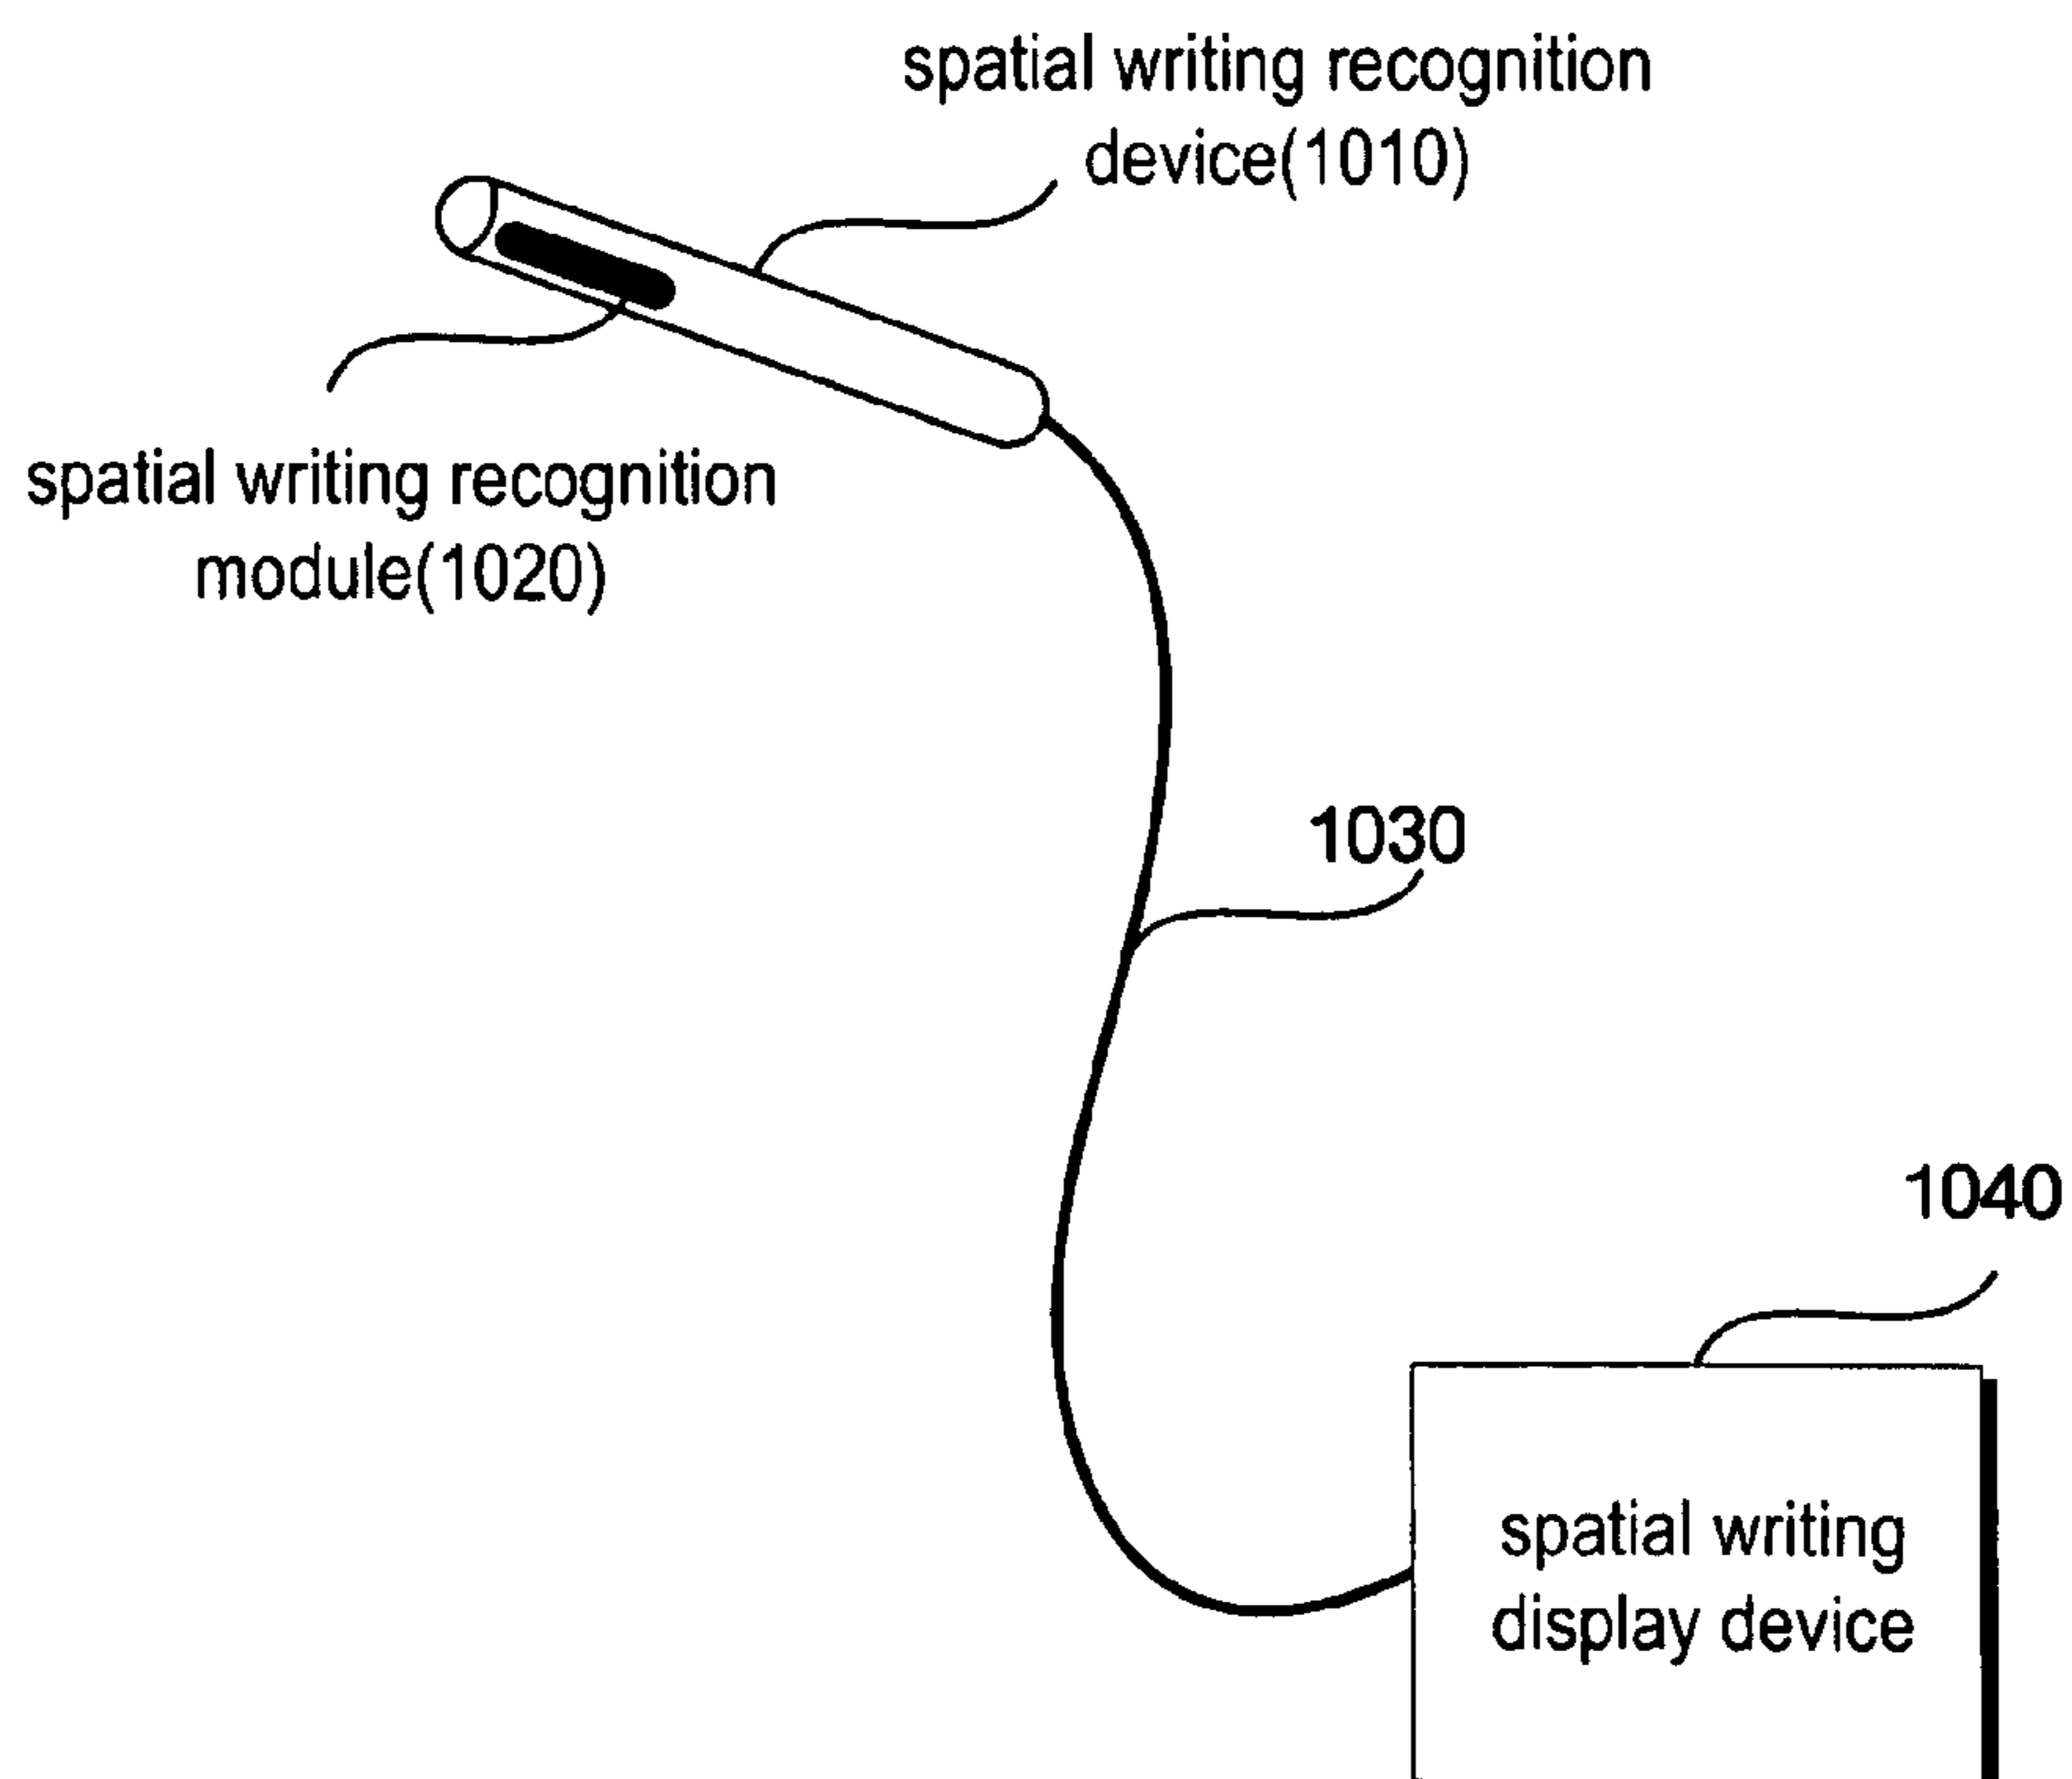 spatial writing recognition
device(1010)
spatial writing recognition
module(1020)
1030
1040
spatial writing
display device